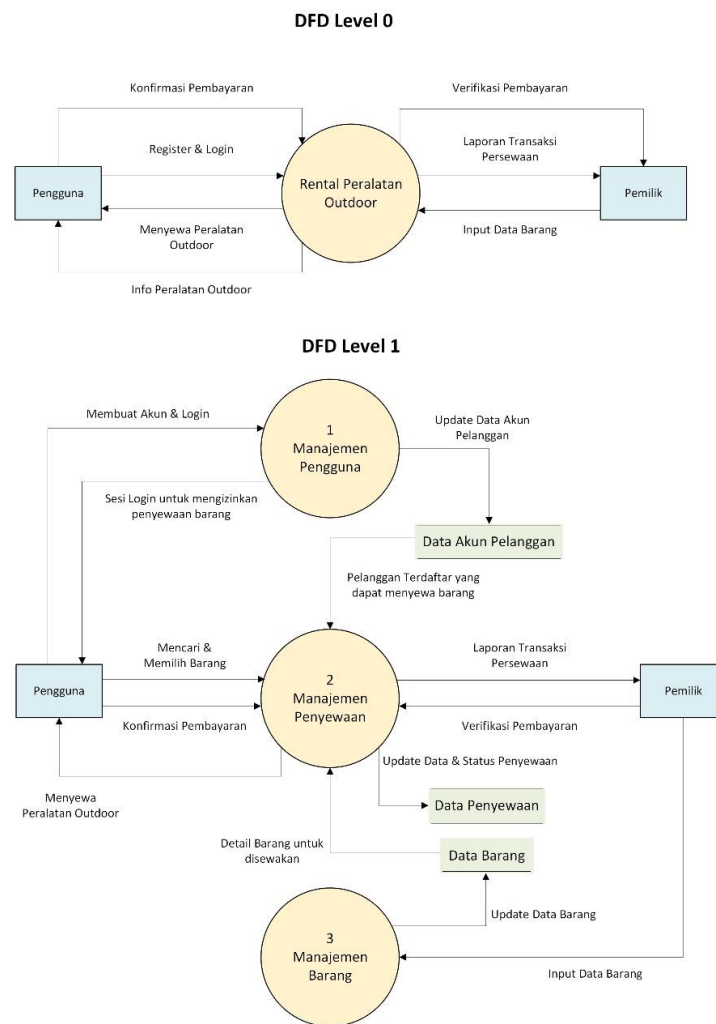 DFD Level 0
Konfirmasi Pembayaran
Verifikasi Pembayaran
Register & Login
Laporan Transaksi
Persewaan
Pengguna
Rental Peralatan
Outdoor
Pemilik
Menyewa Peralatan
Outdoor
Input Data Barang
Info Peralatan Outdoor
DFD Level 1
Membuat Akun & Login
1
Manajemen
Pengguna
Update Data Akun
Pelanggan
Sesi Login untuk mengizinkan
penyewaan barang
Data Akun Pelanggan
Pelanggan Terdaftar yang
dapat menyewa barang
Mencari &
Memilih Barang
Laporan Transaksi
Persewaan
Pengguna
2
Manajemen
Penyewaan
Pemilik
Konfirmasi Pembayaran
Verifikasi Pembayaran
Update Data & Status Penyewaan
Menyewa
Peralatan Outdoor
Data Penyewaan
Detail Barang untuk
disewakan
Data Barang
Update Data Barang
3
Manajemen
Barang
Input Data Barang